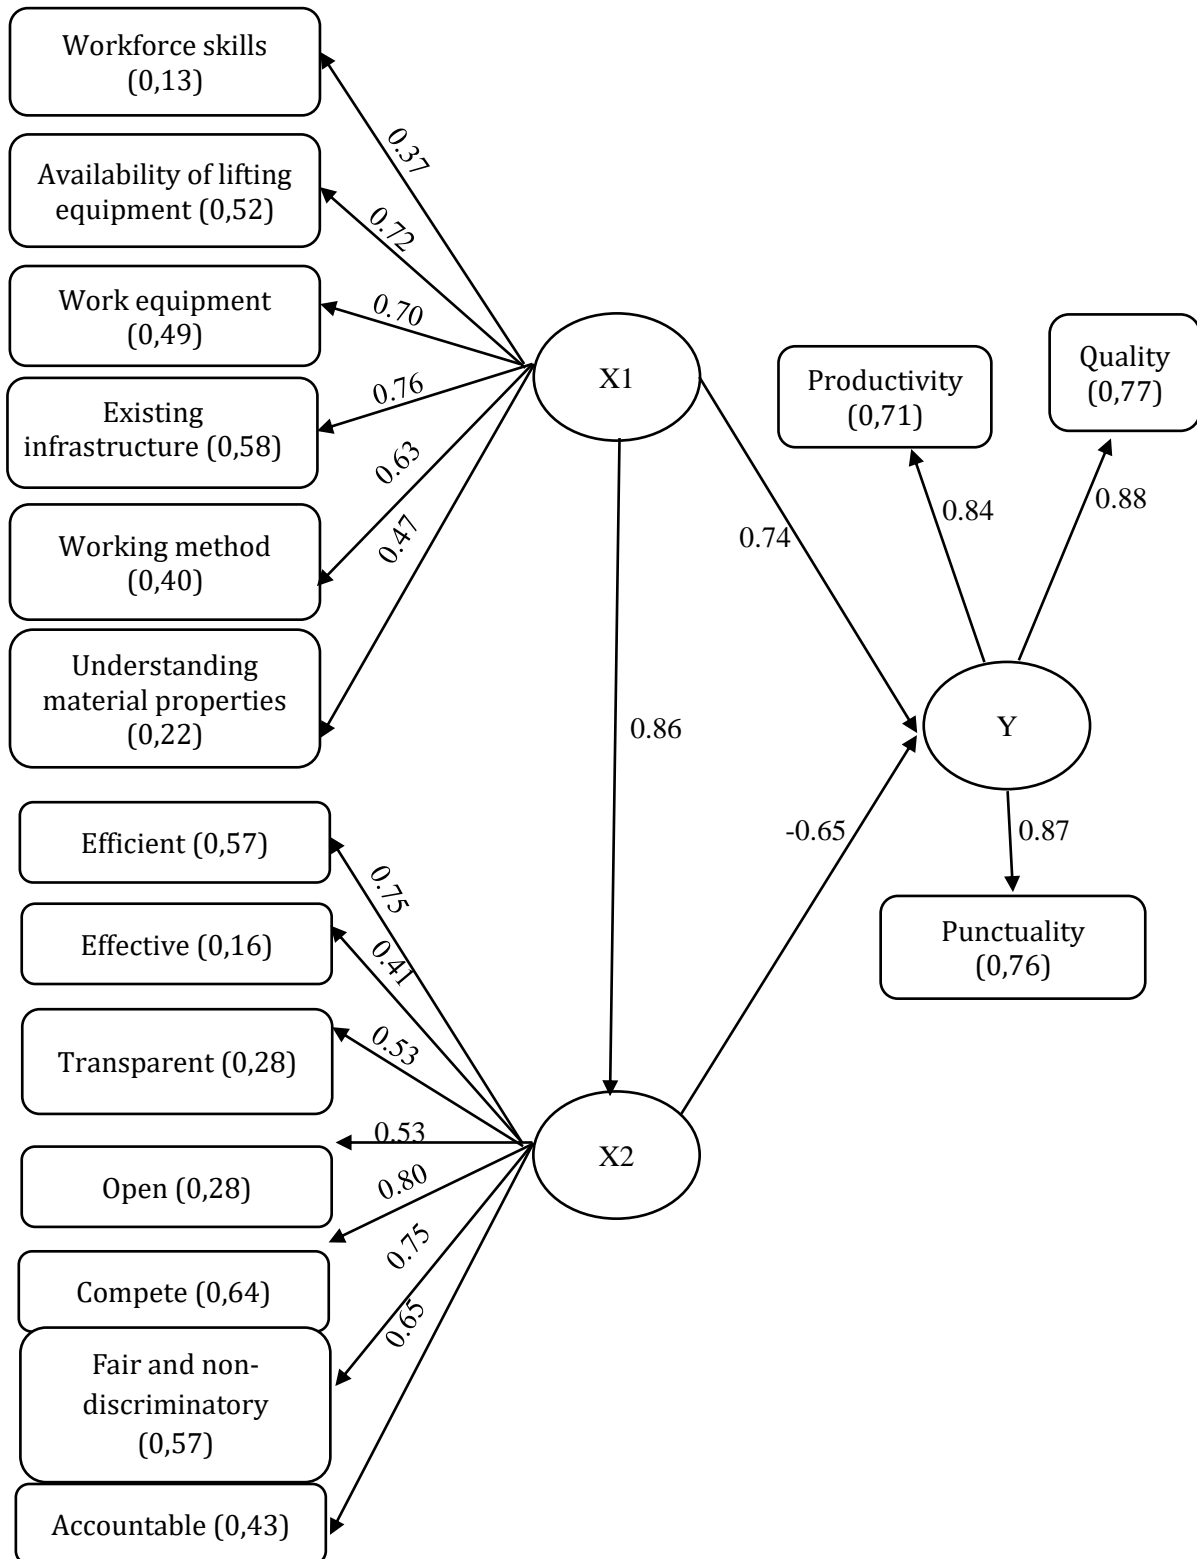 Workforce skills
(0,13)
0.37
Availability of lifting
equipment (0,52)
0.72
Work equipment
(0,49)
0.70
Existing
infrastructure (0,58)
0.76
Working method
(0,40)
0.63
Understanding
material properties
(0,22)
0.47
X1
Productivity
(0,71)
Quality
(0,77)
0.84
0.88
0.74
0.86
Y
-0.65
0.87
Punctuality
(0,76)
Efficient (0,57)
0.75
Effective (0,16)
0.41
Transparent (0,28)
0.53
Open (0,28)
0.53
X2
Compete (0,64)
0.80
Fair and non-
discriminatory
(0,57)
0.75
Accountable (0,43)
0.65